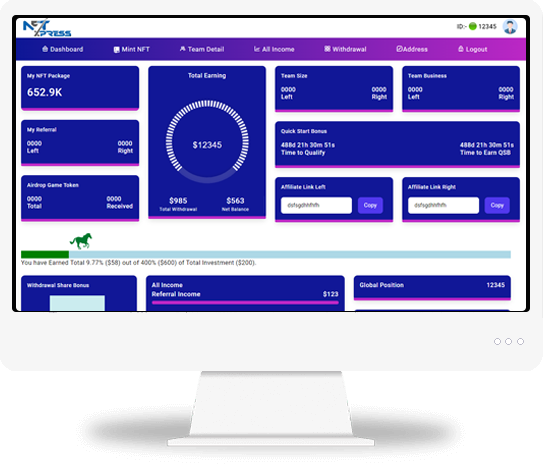 NFT
XPRESS
ID:- 12345
Dashboard Mint NFT Team Detail All Income Withdrawal Address Logout
My NFT Package
652.9K
My Referral
0000 0000
Left Right
Airdrop Game Token
0000 0000
Total Received
Total Earning
$12345
$985 $563
Total Withdrawal Net Balance
Team Size
0000 0000
Left Right
Team Business
0000 0000
Left Right
Quick Start Bonus
488d 21h 30m 51s 488d 21h 30m 51s
Time to Qualify Time to Earn QSB
Affiliate Link Left
dsfsgdhhfhfh Copy
Affiliate Link Right
dsfsgdhhfhfh Copy
You have Earned Total 9.77% ($58) out of 400% ($600) of Total Investment ($200).
Withdrawal Share Bonus
All Income
Referral Income $123
Global Position 12345